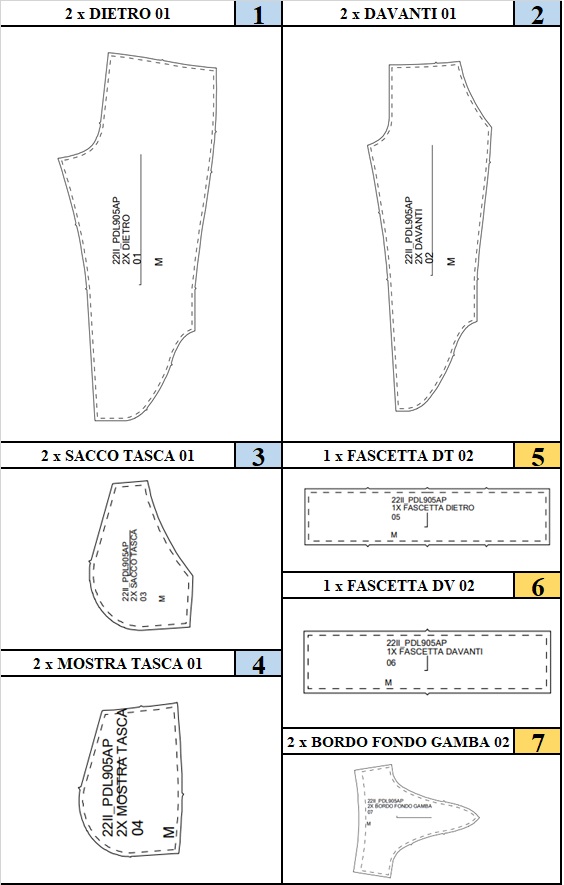 2 x DIETRO 01
1
22II_PDL905AP
2X DIETRO
01
M
2 x DAVANTI 01
2
22II_PDL905AP
2X DAVANTI
02
M
2 x SACCO TASCA 01
3
22II_PDL905AP
2X SACCO TASCA
03
M
2 x MOSTRA TASCA 01
4
22II_PDL905AP
2X MOSTRA TASCA
04
M
1 x FASCETTA DT 02
5
22II_PDL905AP
1X FASCETTA DIETRO
05
M
1 x FASCETTA DV 02
6
22II_PDL905AP
1X FASCETTA DAVANTI
06
M
2 x BORDO FONDO GAMBA 02
7
22II_PDL905AP
2X BORDO FONDO GAMBA
07
M